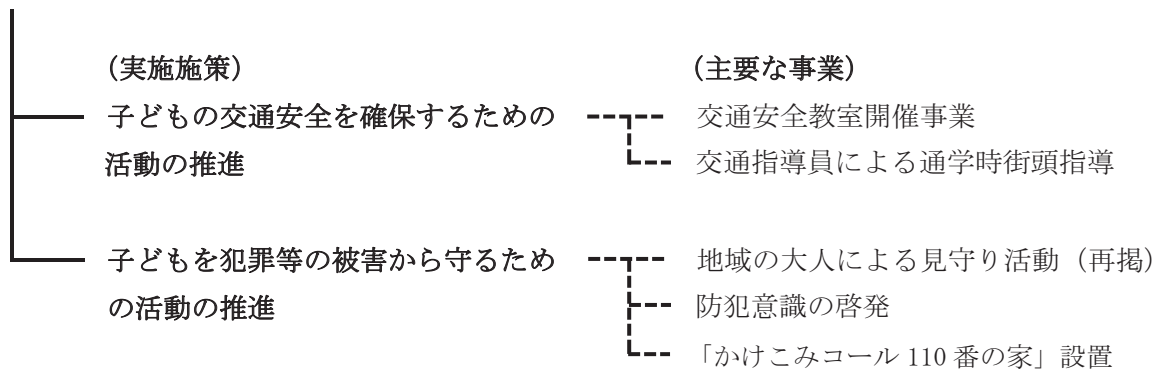 （実施施策）
（主要な事業）
子どもの交通安全を確保するための
活動の推進
交通安全教室開催事業
交通指導員による通学時街頭指導
子どもを犯罪等の被害から守るため
の活動の推進
地域の大人による見守り活動（再掲）
防犯意識の啓発
「かけこみコール 110 番の家」設置